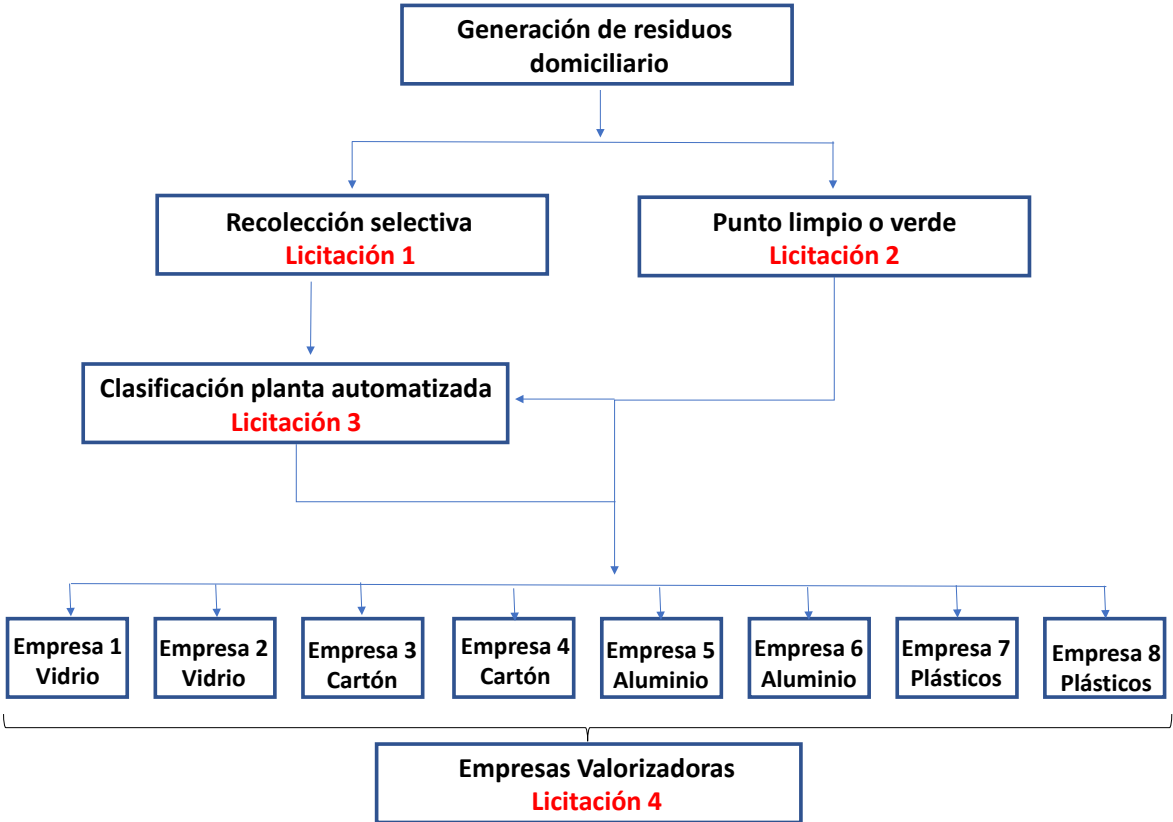 Generación de residuos
domiciliario
Recolección selectiva
Licitación 1
Punto limpio o verde
Licitación 2
Clasificación planta automatizada
Licitación 3
Empresa 1
Vidrio
Empresa 2
Vidrio
Empresa 3
Cartón
Empresa 4
Cartón
Empresa 5
Aluminio
Empresa 6
Aluminio
Empresa 7
Plásticos
Empresa 8
Plásticos
Empresas Valorizadoras
Licitación 4